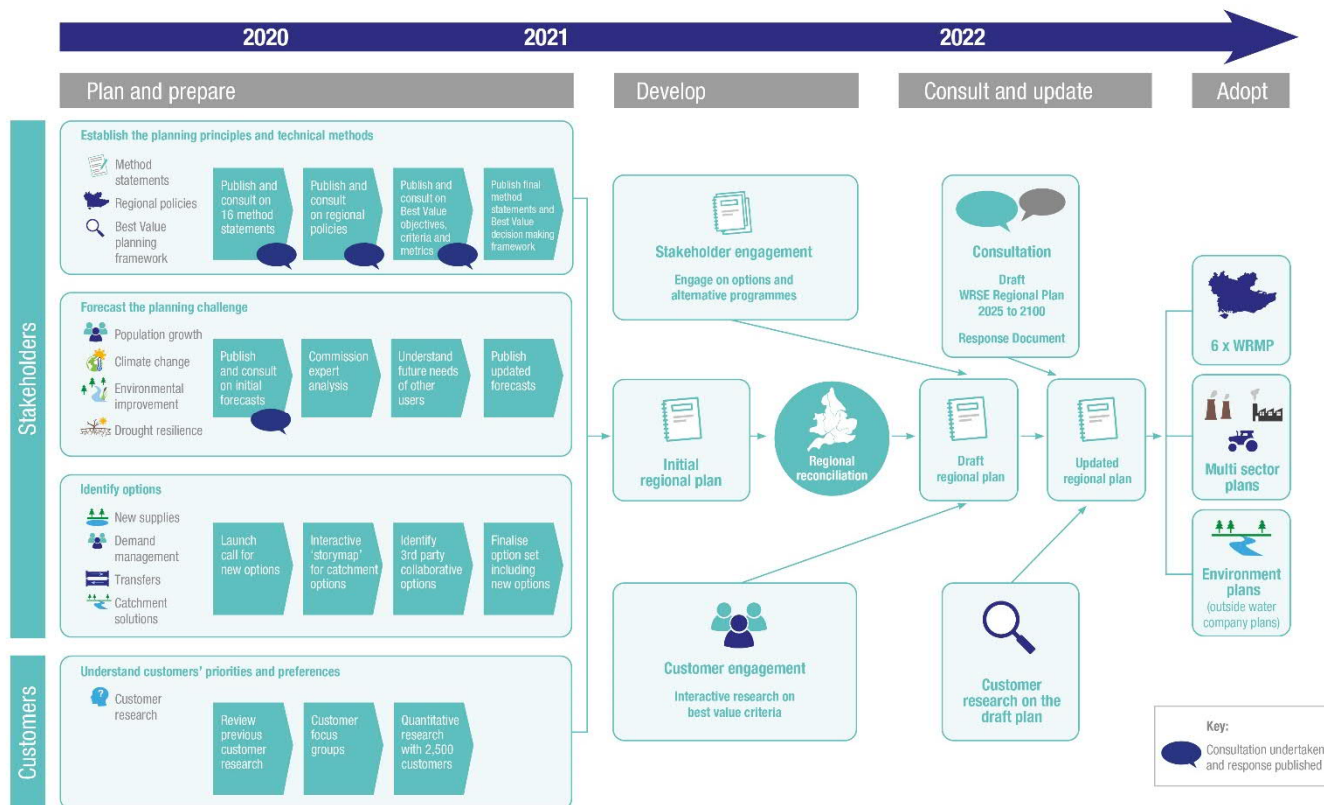 2020
2021
2022
Plan and prepare
Develop
Consult and update
Adopt
Stakeholders
Establish the planning principles and technical methods
Method
statements
Regional policies
Best Value
planning
framework
Publish and
consult on
16 method
statements
Publish and
consult
on regional
policies
Publish and
consult on
Best Value
objectives,
criteria and
metrics
Publish final
method
statements and
Best Value
decision making
framework
Forecast the planning challenge
Population growth
Climate change
Environmental
improvement
Drought resilience
Publish
and consult
on initial
forecasts
Commission
expert
analysis
Understand
future needs
of other
users
Publish
updated
forecasts
Identify options
New supplies
Demand
management
Transfers
Catchment
solutions
Launch
call for
new options
Interactive
‘storymap’
for catchment
options
Identify
3rd party
collaborative
options
Finalise
option set
including
new options
Customers
Understand customers’ priorities and preferences
Customer
research
Review
previous
customer
research
Customer
focus
groups
Quantitative
research
with 2,500
customers
Stakeholder engagement
Engage on options and
alternative programmes
Initial
regional plan
Regional
reconciliation
Customer engagement
Interactive research on
best value criteria
Consultation
Draft
WRSE Regional Plan
2025 to 2100
Response Document
Draft
regional plan
Updated
regional plan
Customer
research on the
draft plan
6 x WRMP
Multi sector
plans
Environment
plans
(outside water
company plans)
Key:
Consultation undertaken
and response published